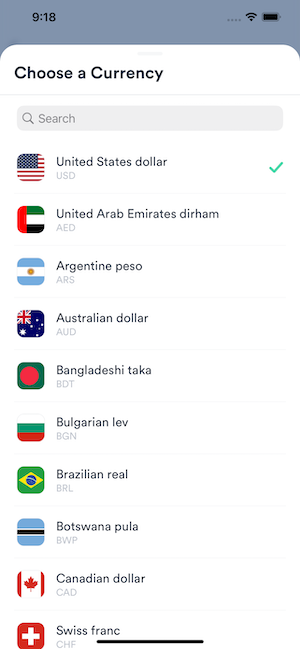 9:18
Choose a Currency
Search
United States dollar
USD
United Arab Emirates dirham
AED
Argentine peso
ARS
Australian dollar
AUD
Bangladeshi taka
BDT
Bulgarian lev
BGN
Brazilian real
BRL
Botswana pula
BWP
Canadian dollar
CAD
Swiss franc
CHF